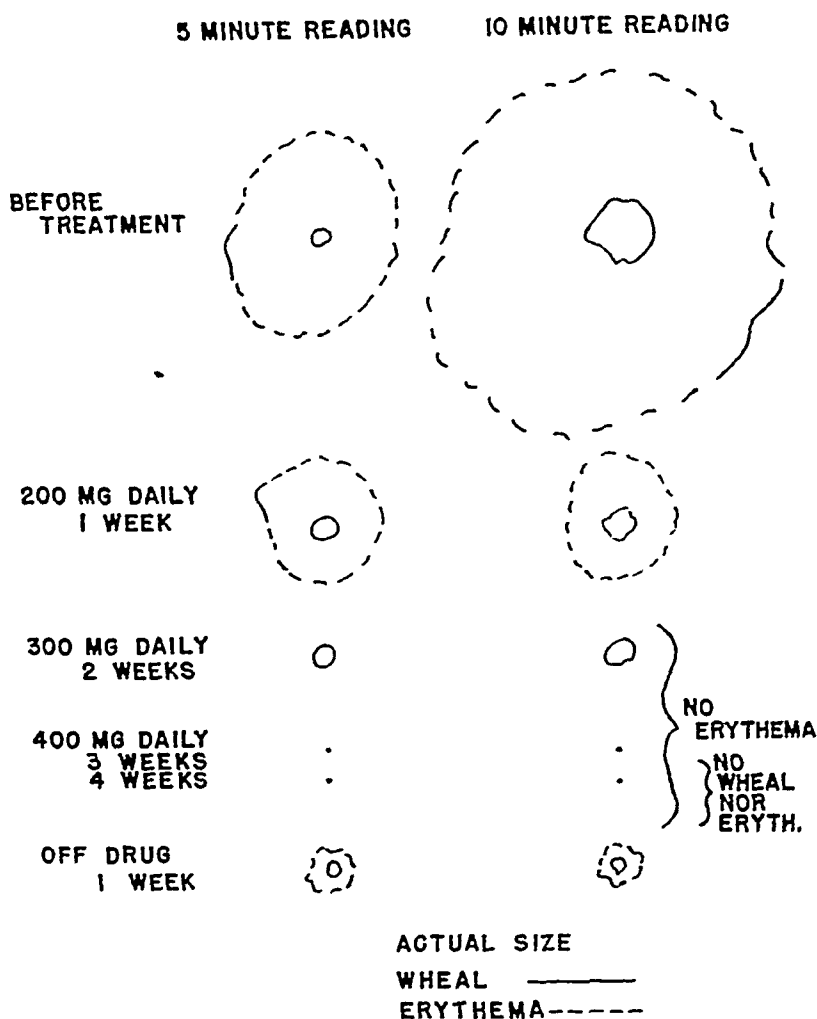 5 MINUTE READING 10 MINUTE READING
BEFORE
TREATMENT
200 MG DAILY
1 WEEK
300 MG DAILY
2 WEEKS
NO
ERYTHEMA
400 MG DAILY
3 WEEKS
4 WEEKS
NO
WHEAL
NOR
ERYTH.
OFF DRUG
1 WEEK
ACTUAL SIZE
WHEAL
ERYTHEMA